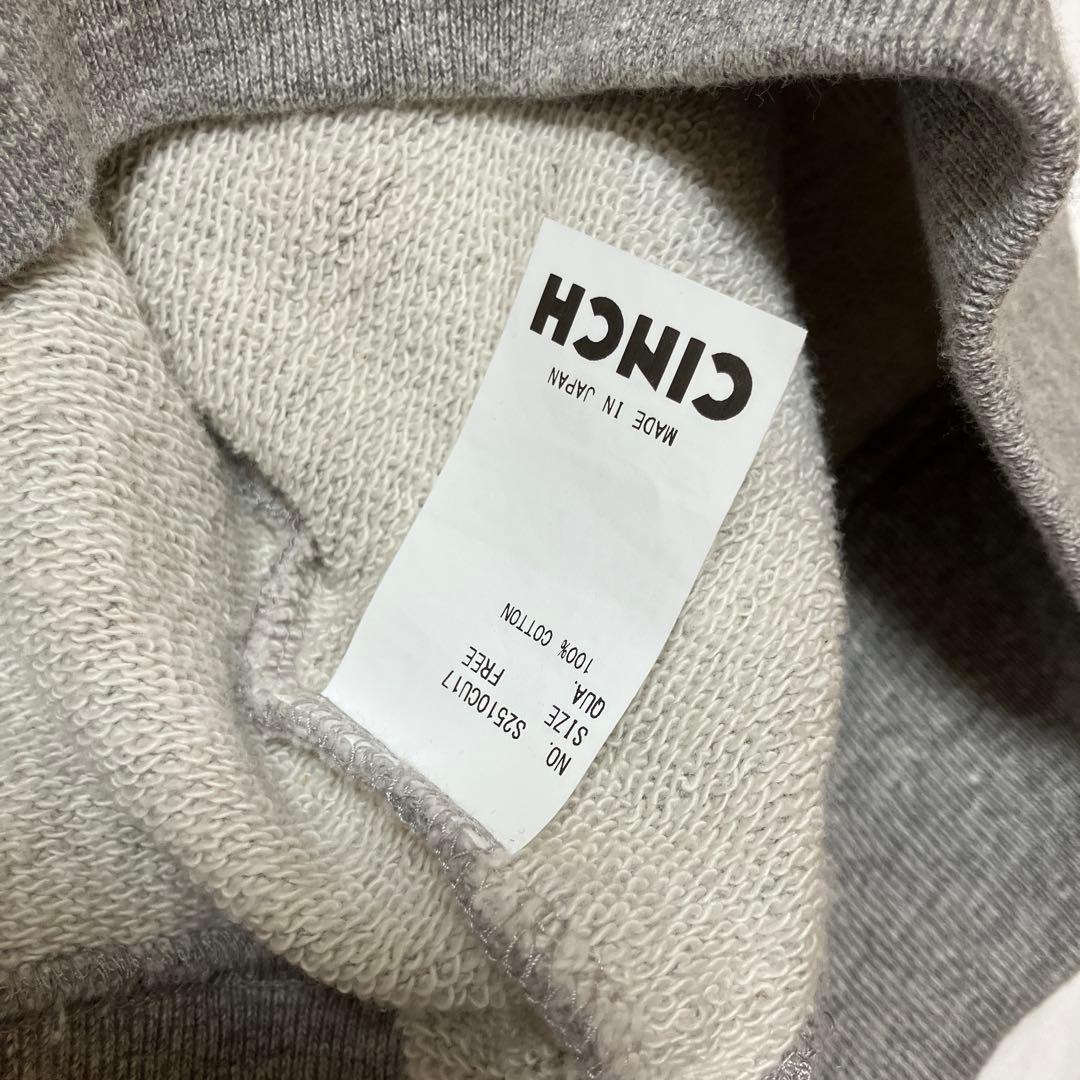 CINCH
MADE IN JAPAN
100% COTTON
QUA.
SIZE FREE
NO. S2510CU17